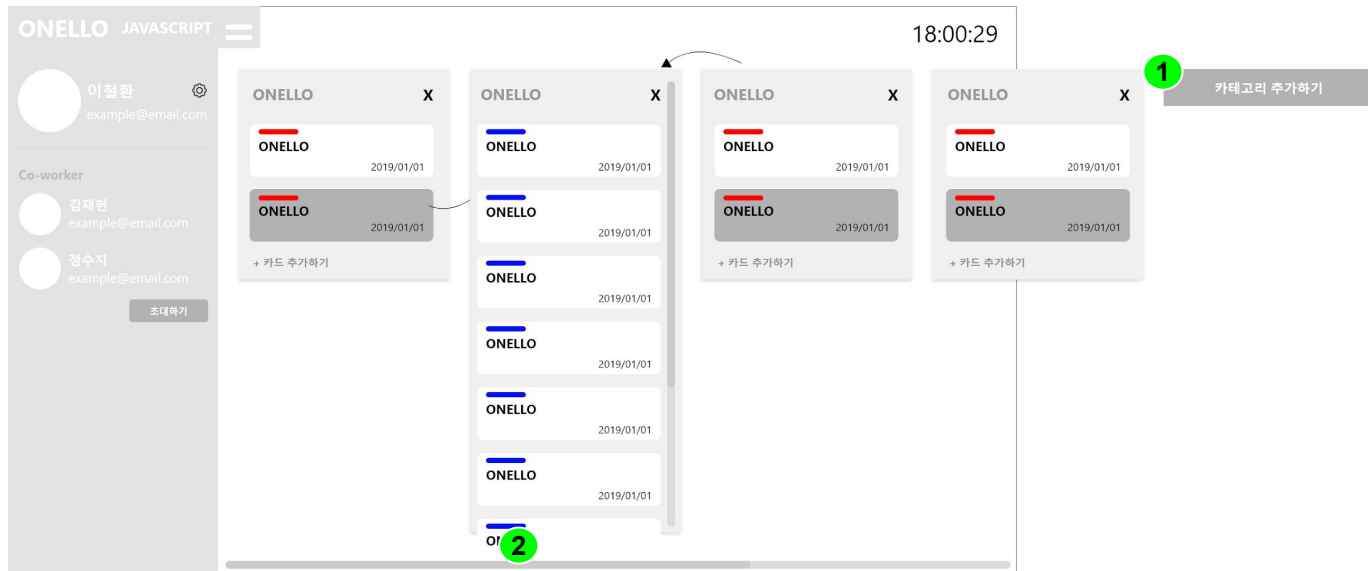 ONELLO JAVASCRIPT
18:00:29
이철환
example@email.com
Co-worker
김재현
example@email.com
정수지
example@email.com
초대하기
ONELLO X
ONELLO
2019/01/01
ONELLO
2019/01/01
+ 카드 추가하기
ONELLO X
ONELLO
2019/01/01
ONELLO
2019/01/01
ONELLO
2019/01/01
ONELLO
2019/01/01
ONELLO
2019/01/01
ONELLO
2019/01/01
2
ONELLO X
ONELLO
2019/01/01
ONELLO
2019/01/01
+ 카드 추가하기
ONELLO X
ONELLO
2019/01/01
ONELLO
2019/01/01
+ 카드 추가하기
1
카테고리 추가하기